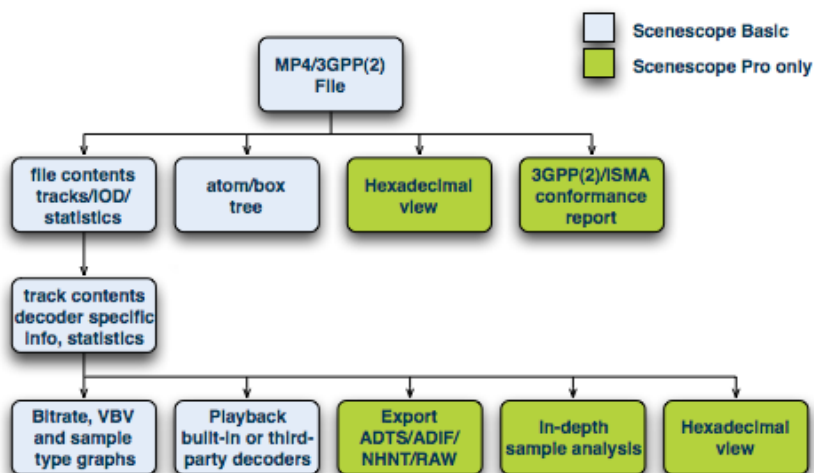 Scenescope Basic
Scenescope Pro only
MP4/3GPP(2)
File
file contents
tracks/IOD/
statistics
atom/box
tree
Hexadecimal
view
3GPP(2)/ISMA
conformance
report
track contents
decoder specific
info, statistics
Bitrate, VBV
and sample
type graphs
Playback
built-in or third-
party decoders
Export
ADTS/ADIF/
NHNT/RAW
In-depth
sample analysis
Hexadecimal
view